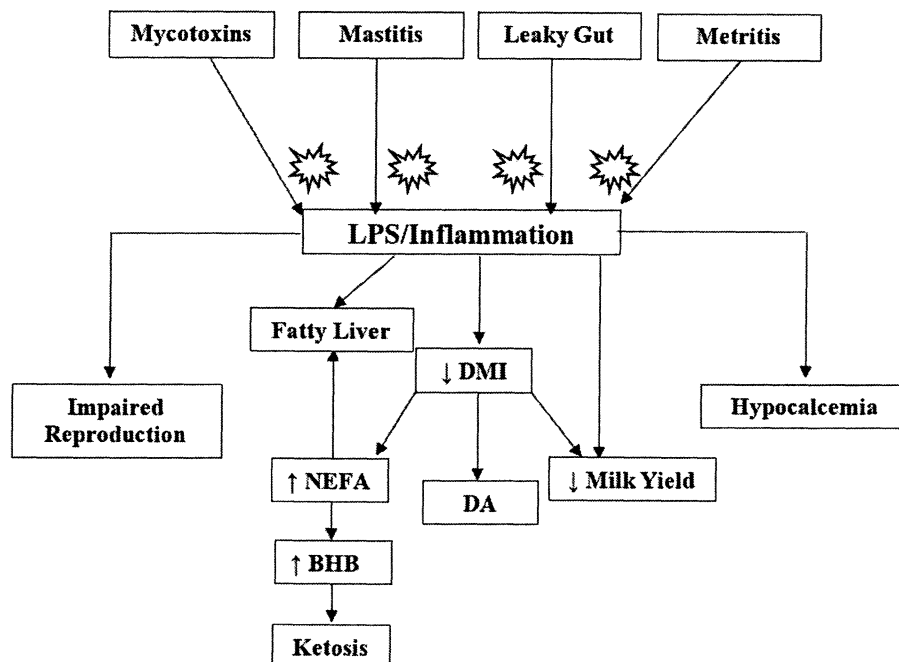 Mycotoxins
Mastitis
Leaky Gut
Metritis
LPS/Inflammation
Fatty Liver
↓ DMI
Impaired
Reproduction
Hypocalcemia
↑ NEFA
DA
↓ Milk Yield
↑ BHB
Ketosis